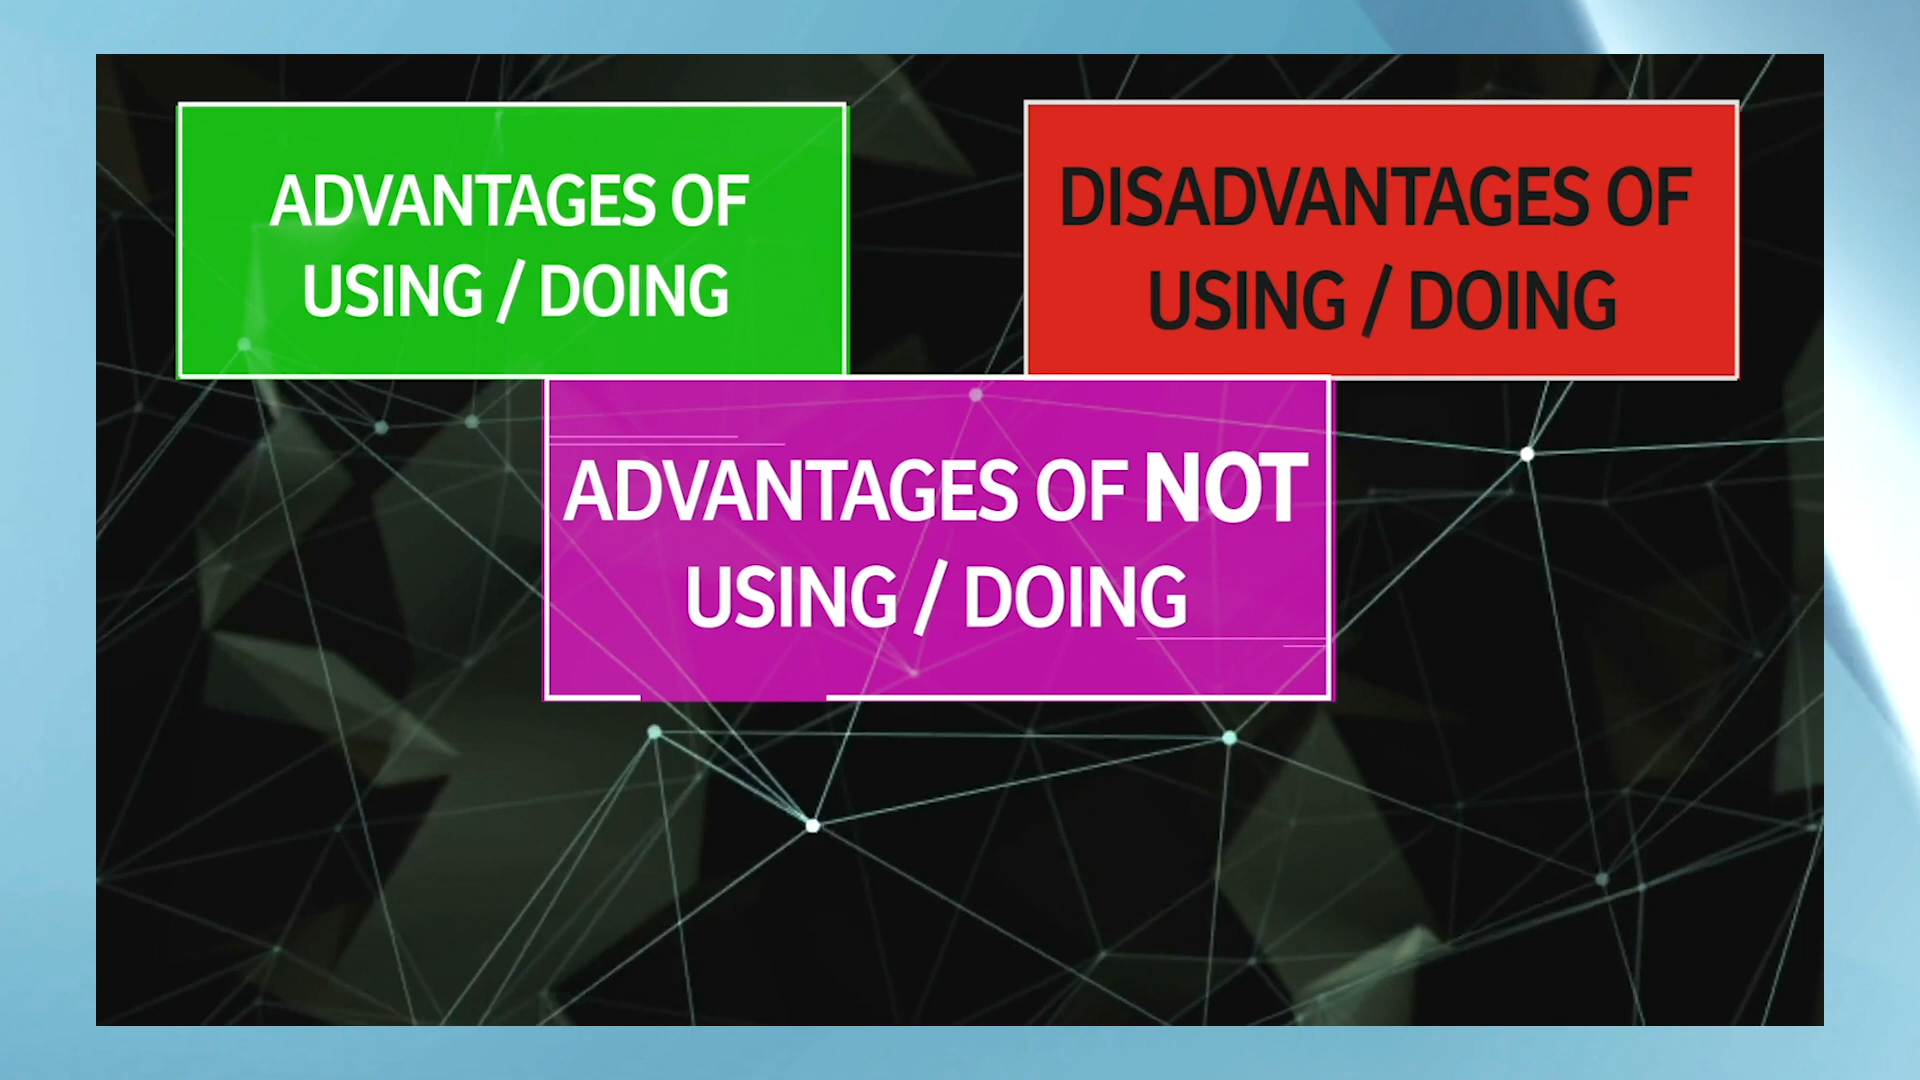 ADVANTAGES OF
USING / DOING
DISADVANTAGES OF
USING / DOING
ADVANTAGES OF NOT
USING / DOING